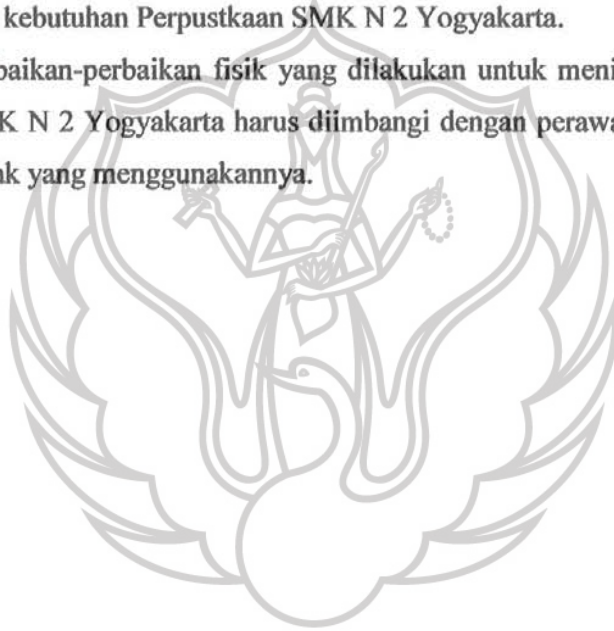 kebutuhan Perpustkaan SMK N 2 Yogyakarta.
baikan-perbaikan fisik yang dilakukan untuk meni
K N 2 Yogyakarta harus diimbangi dengan perawa
ak yang menggunakannya.